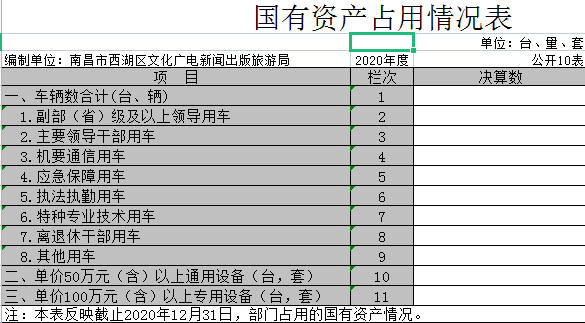 国有资产占用情况表
单位：台、量、套
编制单位：南昌市西湖区文化广电新闻出版旅游局 2020年度 公开10表
项 目 栏次 决算数
一、车辆数合计(台、辆) 1
1.副部（省）级及以上领导用车 2
2.主要领导干部用车 3
3.机要通信用车 4
4.应急保障用车 5
5.执法执勤用车 6
6.特种专业技术用车 7
7.离退休干部用车 8
8.其他用车 9
二、单价50万元（含）以上通用设备（台，套） 10
三、单价100万元（含）以上专用设备（台，套） 11
注：本表反映截止2020年12月31日，部门占用的国有资产情况。